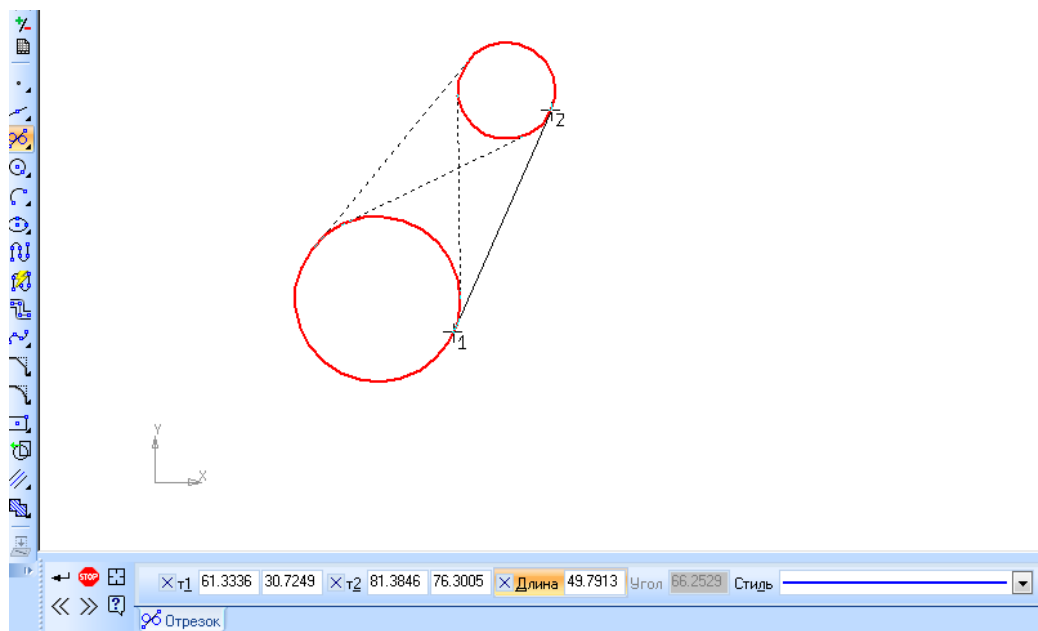 2
1
Y
X
STOP
т1 61.3336 30.7249 т2 81.3846 76.3005 Длина 49.7913 Угол 66.2529 Стиль
Отрезок